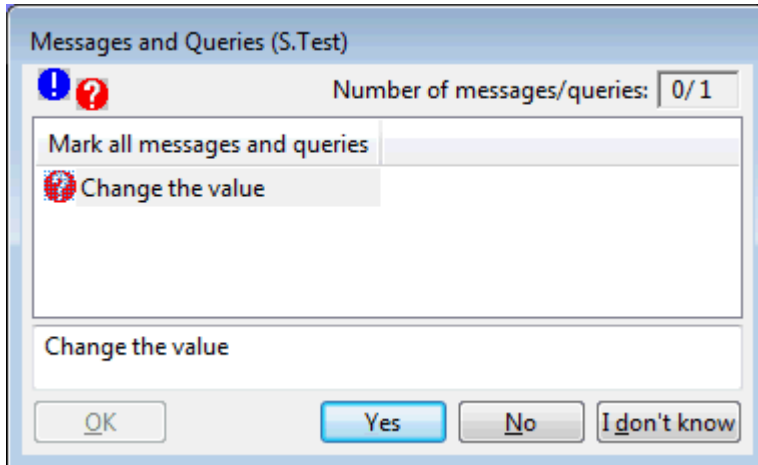 Messages and Queries (S.Test)
Number of messages/queries: 0/ 1
Mark all messages and queries
Change the value
Change the value
OK Yes No I don't know